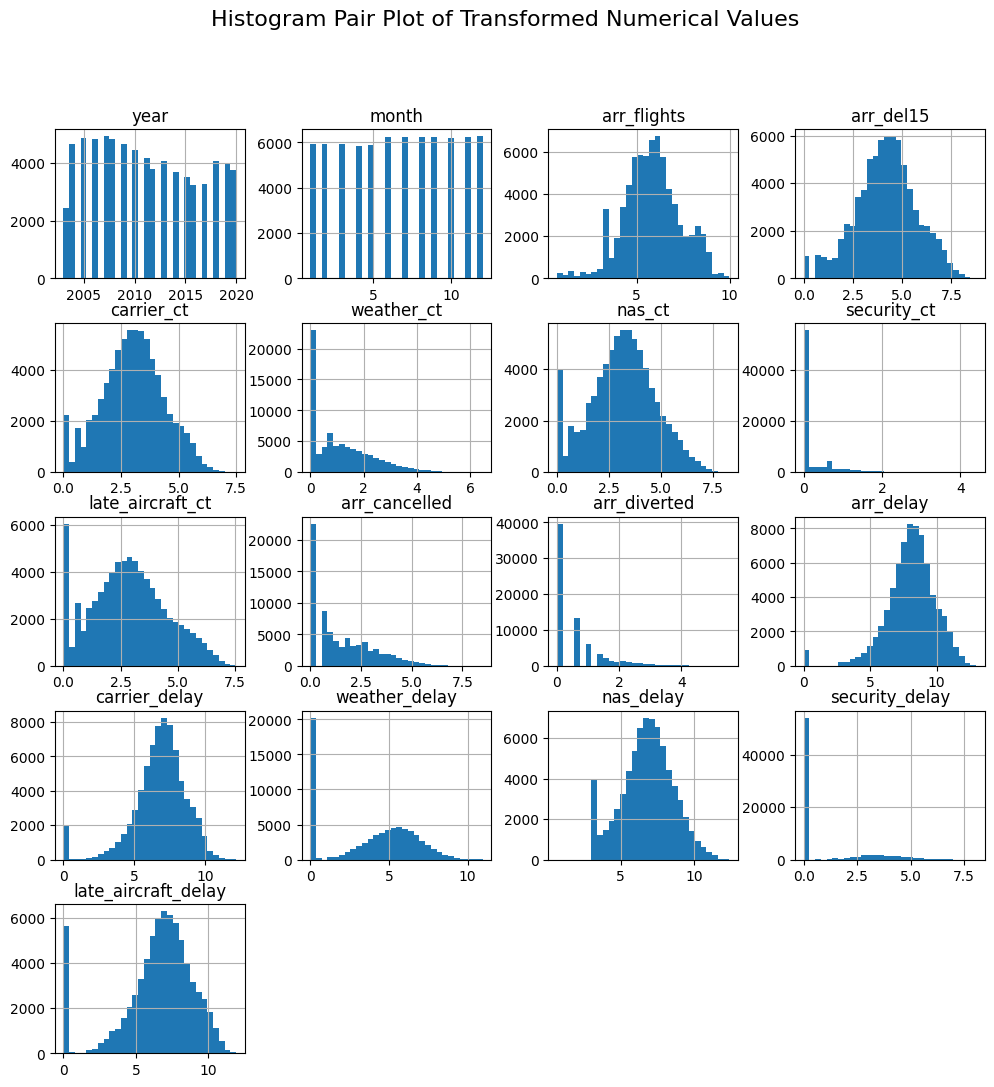 Histogram Pair Plot of Transformed Numerical Values
year month arr_flights arr_del15
4000 2000 0
6000 4000 2000 0
6000 4000 2000 0
6000 4000 2000 0
2005 2010 2015 2020
5 10
5 10
0.0 2.5 5.0 7.5
carrier_ct weather_ct nas_ct security_ct
4000 2000 0
20000 15000 10000 5000 0
4000 2000 0
40000 20000 0
0.0 2.5 5.0 7.5
0 2 4 6
0.0 2.5 5.0 7.5
0 2 4
late_aircraft_ct arr_cancelled arr_diverted arr_delay
6000 4000 2000 0
20000 15000 10000 5000 0
40000 30000 20000 10000 0
8000 6000 4000 2000 0
0.0 2.5 5.0 7.5
0.0 2.5 5.0 7.5
0 2 4
0 5 10
carrier_delay weather_delay nas_delay security_delay
8000 6000 4000 2000 0
20000 15000 10000 5000 0
6000 4000 2000 0
40000 20000 0
0 5 10
0 5 10
5 10
0.0 2.5 5.0 7.5
late_aircraft_delay
6000 4000 2000 0
0 5 10